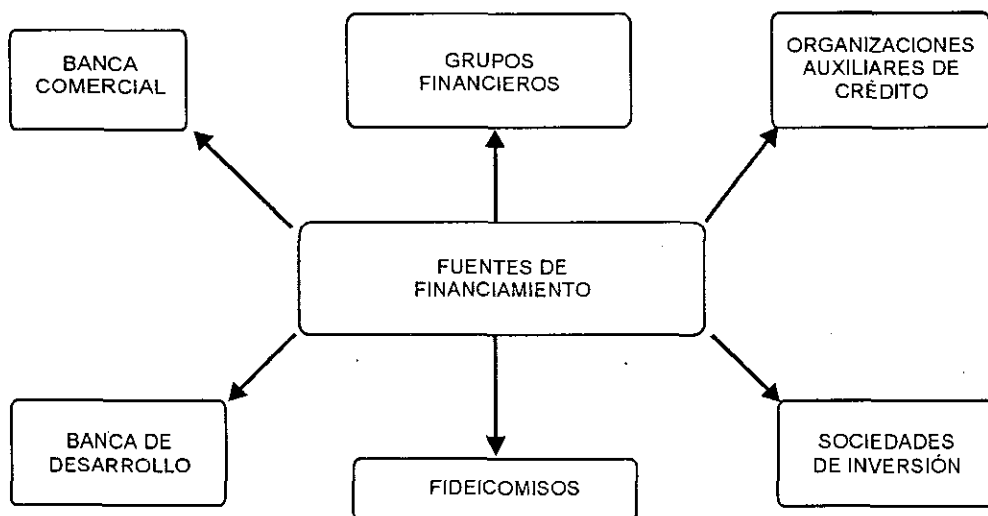 BANCA
COMERCIAL
GRUPOS
FINANCIEROS
ORGANIZACIONES
AUXILIARES DE
CRÉDITO
FUENTES DE
FINANCIAMIENTO
BANCA DE
DESARROLLO
FIDEICOMISOS
SOCIEDADES
DE INVERSIÓN